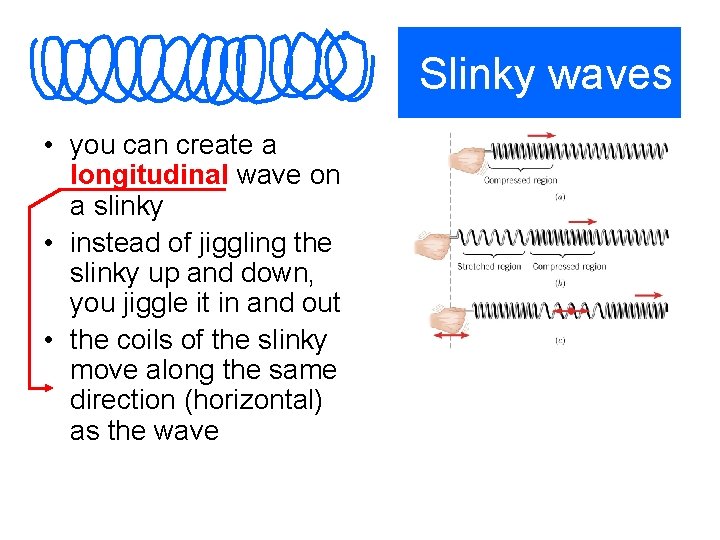 Slinky waves
• you can create a
longitudinal wave on
a slinky
• instead of jiggling the
slinky up and down,
you jiggle it in and out
• the coils of the slinky
move along the same
direction (horizontal)
as the wave
Compressed region
(a)
Stretched region Compressed region
(b)
(c)